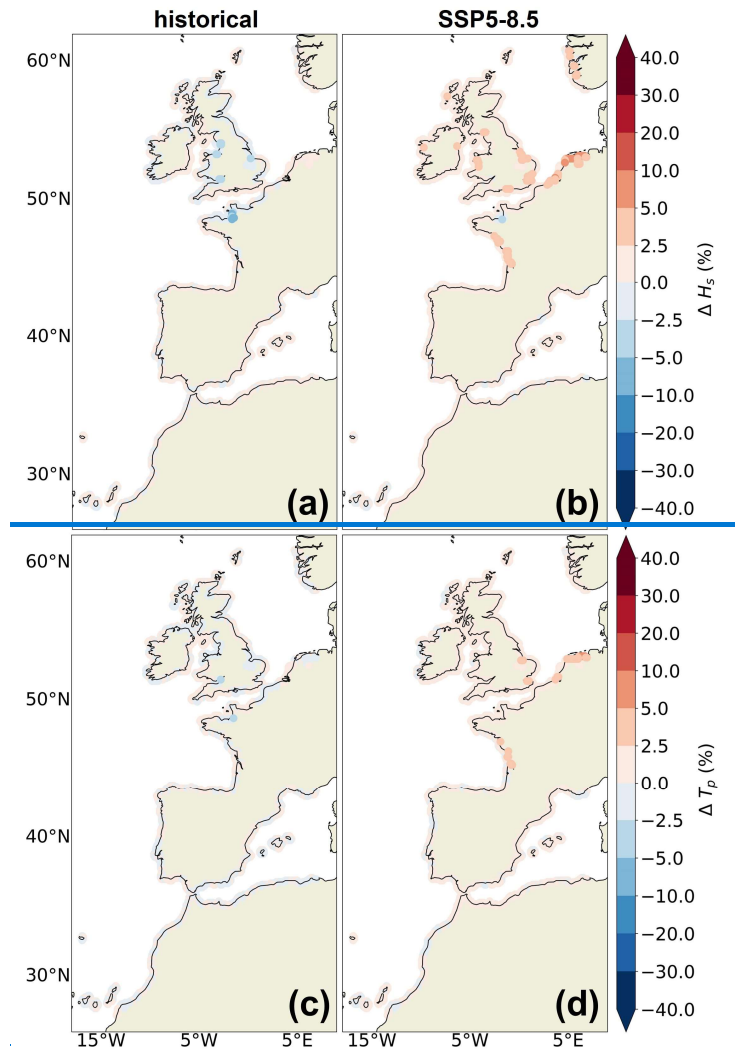 historical SSP5-8.5
60°N
50°N
40°N
30°N
(a) (b)
40.0
30.0
20.0
10.0
5.0
2.5
0.0
−2.5
−5.0
−10.0
−20.0
−30.0
−40.0
Δ Hs (%)
60°N
50°N
40°N
30°N
(c) (d)
15°W 5°W 5°E 15°W 5°W 5°E
40.0
30.0
20.0
10.0
5.0
2.5
0.0
−2.5
−5.0
−10.0
−20.0
−30.0
−40.0
Δ Tp (%)